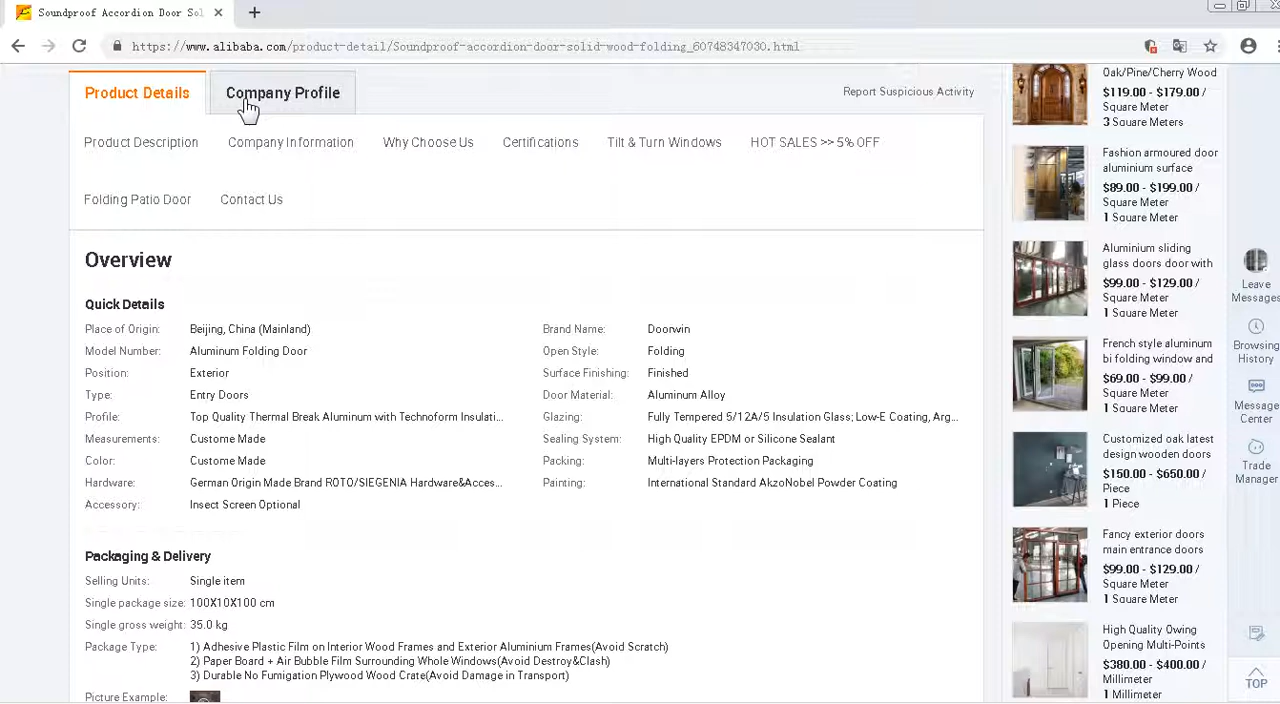 Soundproof Accordion Door Sol
https://www.alibaba.com/product-detail/Soundproof-accordion-door-solid-wood-folding_60748347030.html
Product Details
Company Profile
Report Suspicious Activity
Product Description
Company Information
Why Choose Us
Certifications
Tilt & Turn Windows
HOT SALES >> 5% OFF
Folding Patio Door
Contact Us
Overview
Quick Details
Place of Origin: Beijing, China (Mainland)
Brand Name: Doorwin
Model Number: Aluminum Folding Door
Open Style: Folding
Position: Exterior
Surface Finishing: Finished
Type: Entry Doors
Door Material: Aluminum Alloy
Profile: Top Quality Thermal Break Aluminum with Technoform Insulati...
Gazing: Fully Tempered 5/12A/5 Insulation Glass; Low-E Coating, Arg...
Measurements: Custome Made
Sealing System: High Quality EPDM or Silicone Sealant
Color: Custome Made
Packing: Multi-layers Protection Packaging
Hardware: German Origin Made Brand ROTO/SIEGENIA Hardware&Acces...
Painting: International Standard AkzoNobel Powder Coating
Accessory: Insect Screen Optional
Packaging & Delivery
Selling Units: Single item
Single package size: 100X10X100 cm
Single gross weight: 35.0 kg
Package Type: 1) Adhesive Plastic Film on Interior Wood Frames and Exterior Aluminium Frames(Avoid Scratch)
2) Paper Board + Air Bubble Film Surrounding Whole Windows(Avoid Destroy&Clash)
3) Durable No Fumigation Plywood Wood Crate(Avoid Damage in Transport)
Picture Example:
Oak/Pine/Cherry Wood
$119.00 - $179.00 /
Square Meter
3 Square Meters
Fashion armoured door
aluminium surface
$89.00 - $199.00 /
Square Meter
1 Square Meter
Aluminium sliding
glass doors door with
$99.00 - $129.00 /
Square Meter
1 Square Meter
French style aluminum
bi folding window and
$69.00 - $99.00 /
Square Meter
1 Square Meter
Customized oak latest
design wooden doors
$150.00 - $650.00 /
Piece
1 Piece
Fancy exterior doors
main entrance doors
$99.00 - $129.00 /
Square Meter
1 Square Meter
High Quality Owing
Opening Multi-Points
$380.00 - $400.00 /
Millimeter
1 Millimeter
Leave
Messages
Browsing
History
Message
Center
Trade
Manager
TOP